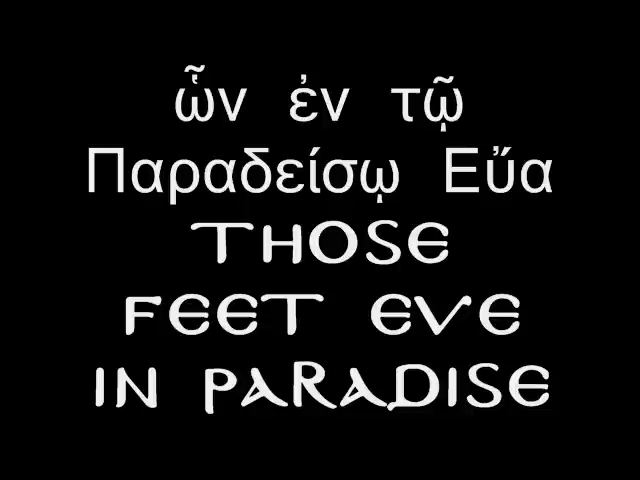 ὧν ἐν τῷ
Παραδείσῳ Εὔα
THOSE
FEET EVE
IN PARADISE